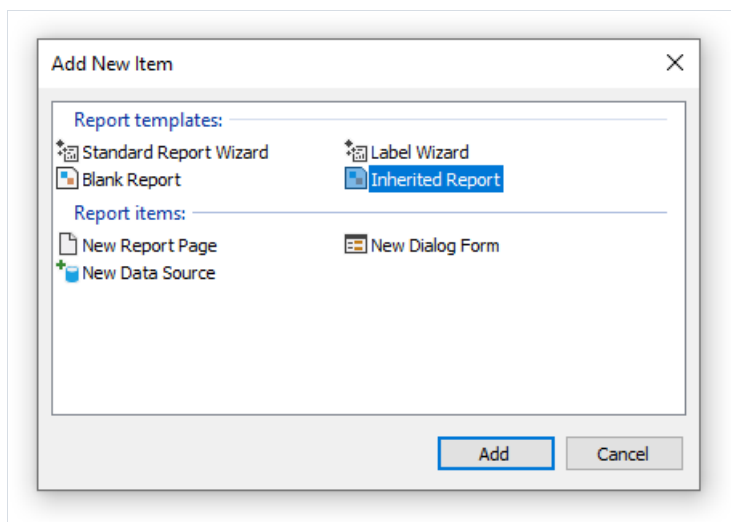 Add New Item
Report templates:
Standard Report Wizard Label Wizard
Blank Report Inherited Report
Report items:
New Report Page New Dialog Form
New Data Source
Add Cancel